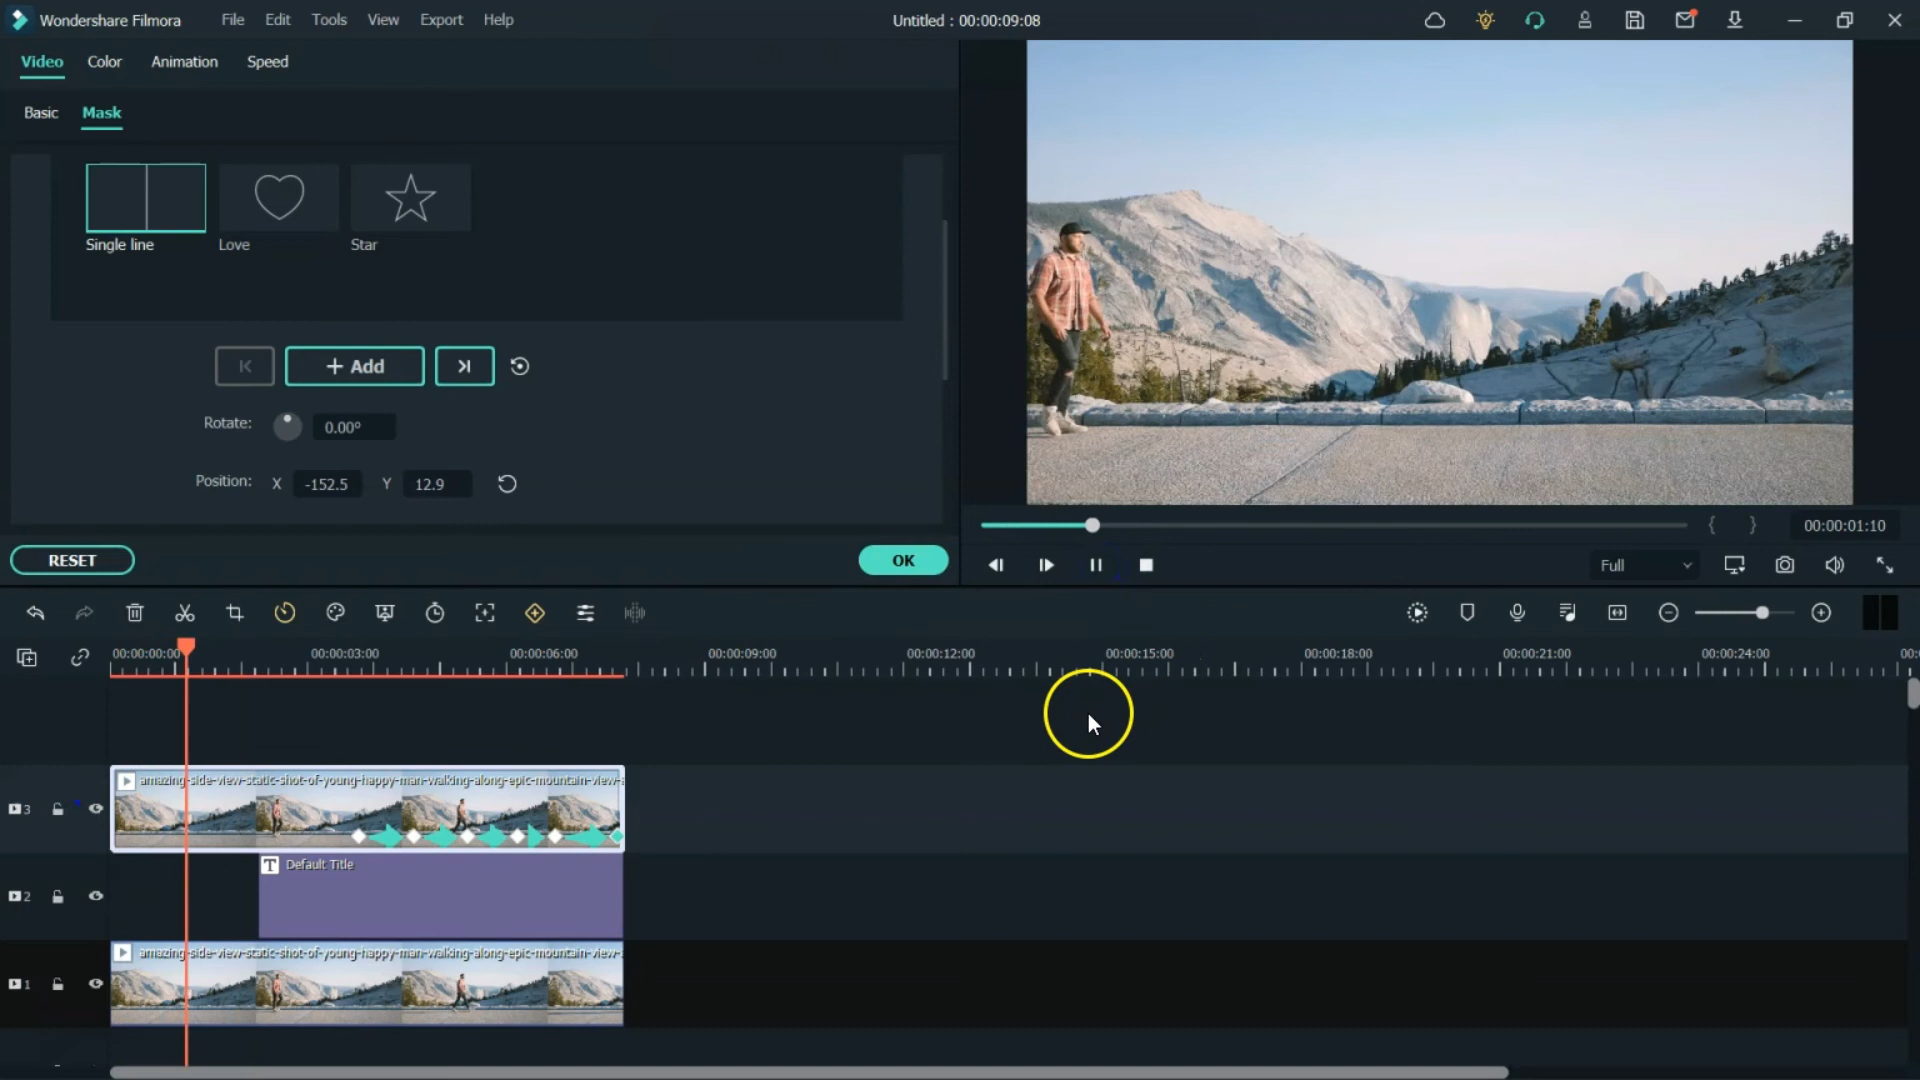 Wondershare Filmora File Edit Tools View Export Help Untitled : 00:00:09:08
Video Color Animation Speed
Basic Mask
Single line Love Star
+ Add
Rotate: 0.00º
Position: X -152.5 Y 12.9
RESET OK
{ } 00:00:01:10
Full
00:00:00:00 00:00:03:00 00:00:06:00 00:00:09:00 00:00:12:00 00:00:15:00 00:00:18:00 00:00:21:00 00:00:24:00 00:
amazing-side-view-static-shot-of-young-happy-man-walking-along-epic-mountain-view-s
3
T Default Title
2
amazing-side-view-static-shot-of-young-happy-man-walking-along-epic-mountain-view-
1